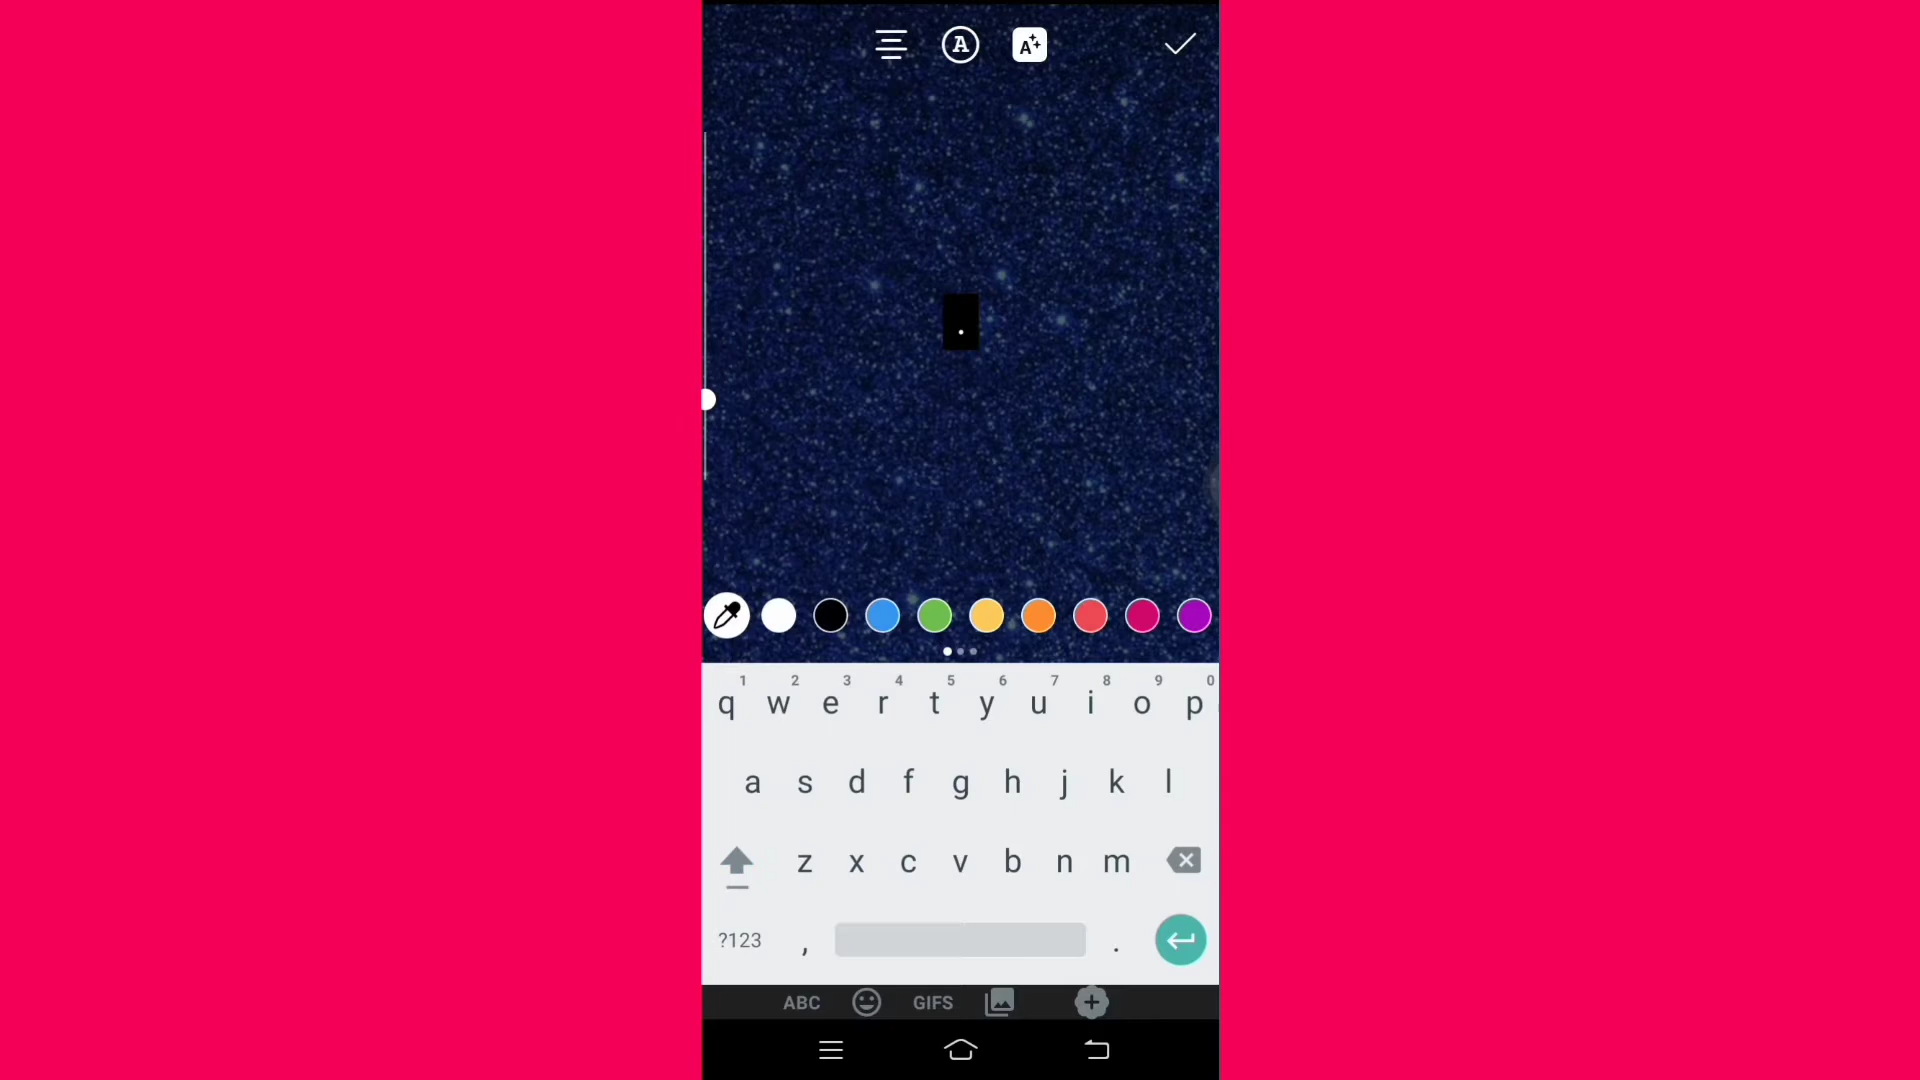 A A
.
1 2 3 4 5 6 7 8 9 0
q w e r t y u i o p
a s d f g h j k l
z x c v b n m
?123 , .
ABC GIFS